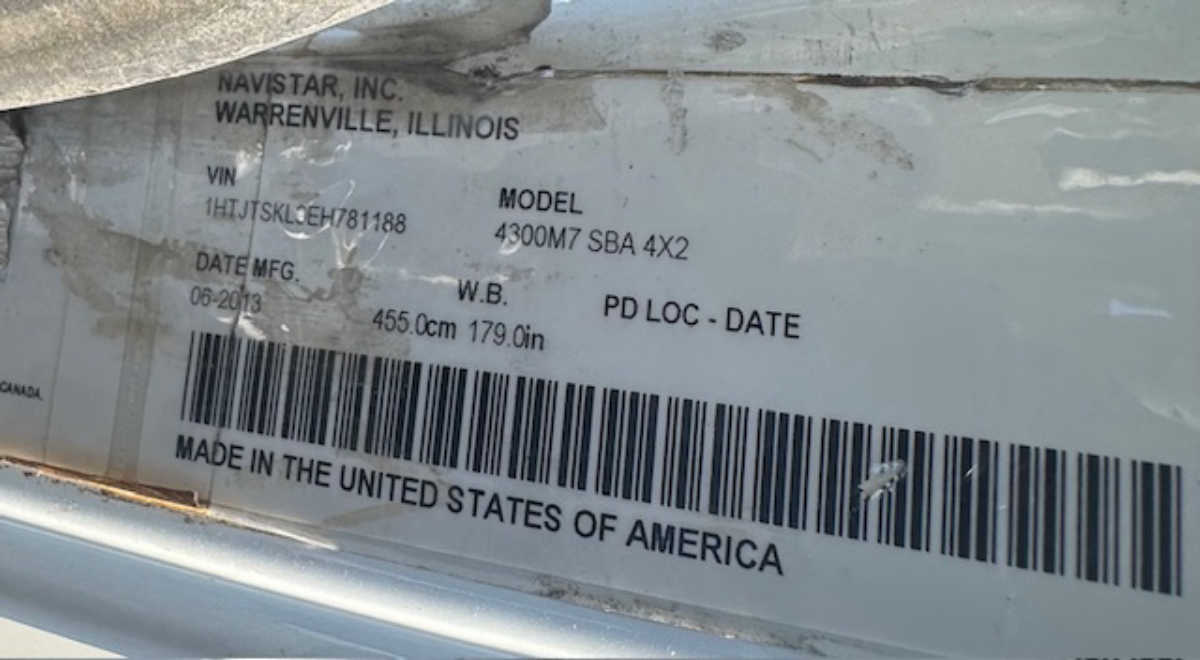 NAVISTAR, INC.
WARRENVILLE, ILLINOIS
VIN
MODEL
4300M7 SBA 4X2
DATE MFG.
06-2013
W.B.
455.0cm 179.0in
PD LOC - DATE
CANADA.
MADE IN THE UNITED STATES OF AMERICA